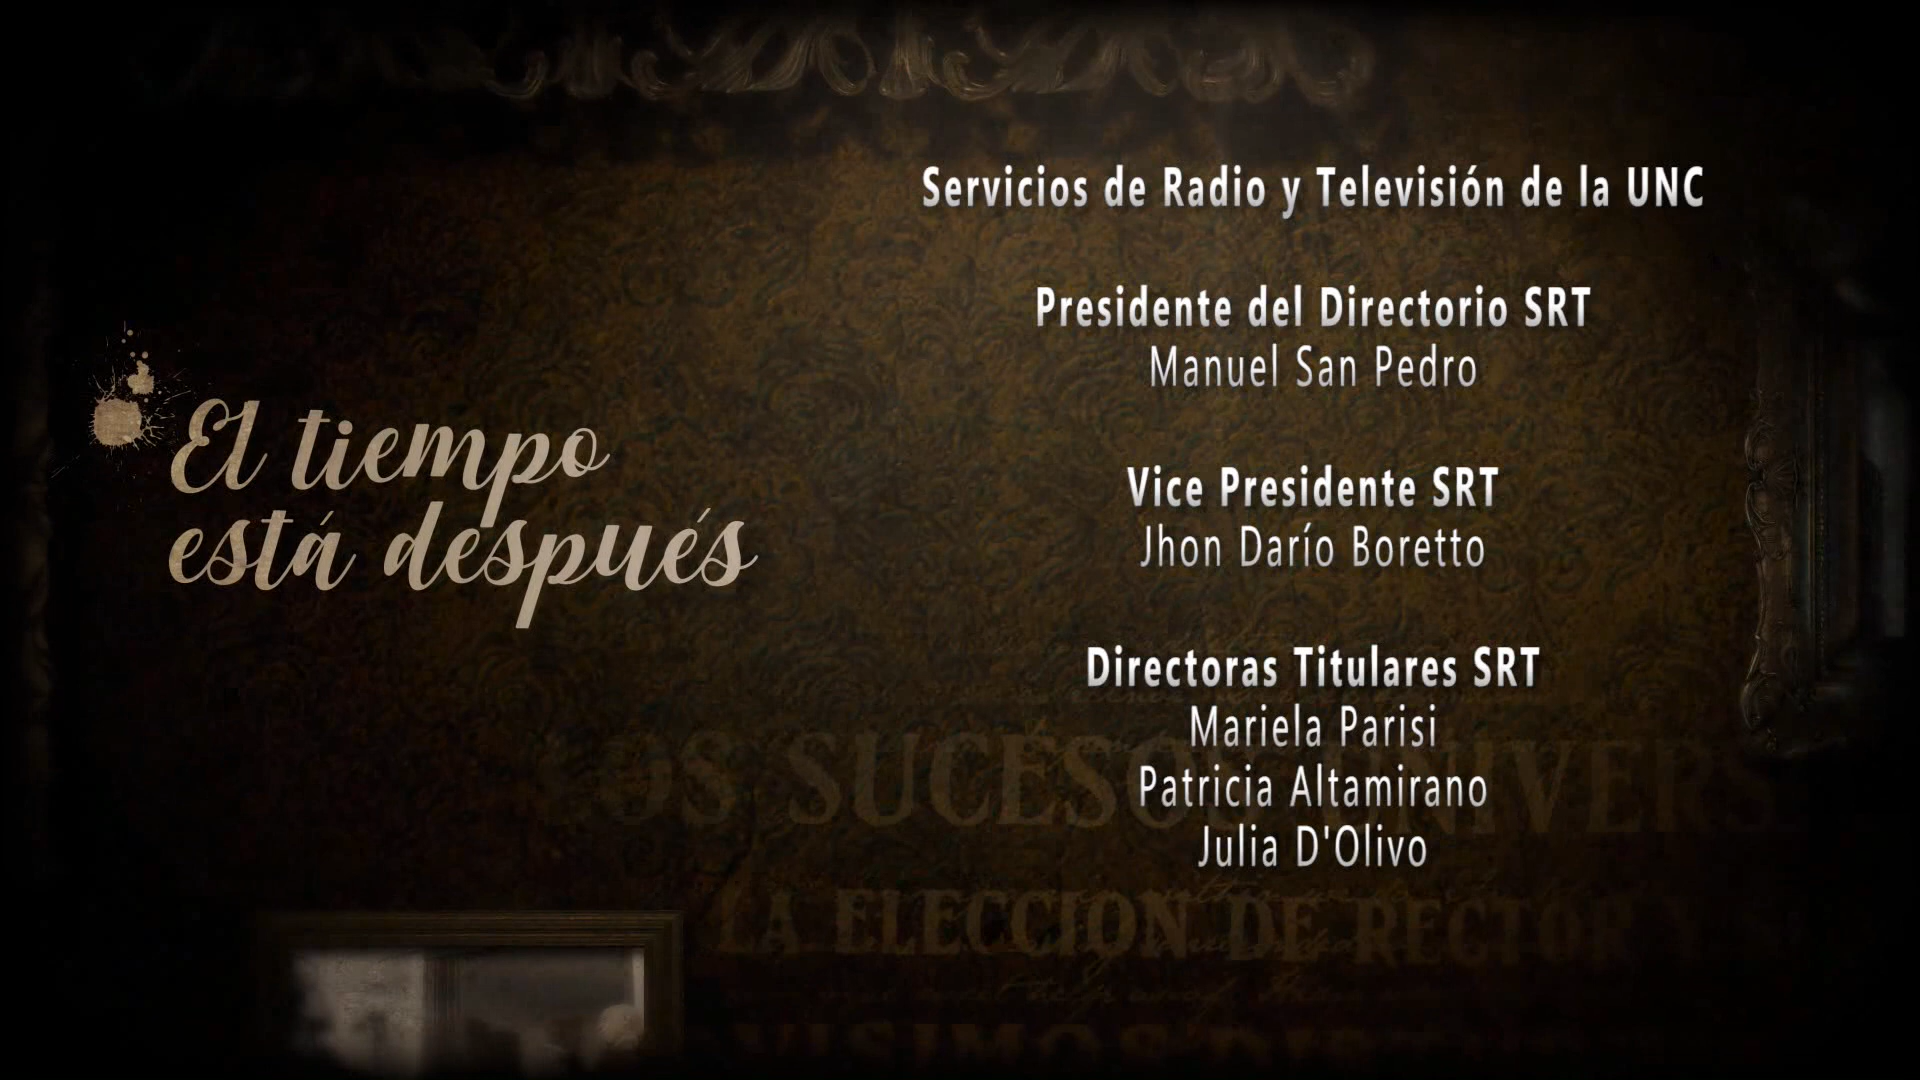 El tiempo
está después
Servicios de Radio y Televisión de la UNC
Presidente del Directorio SRT
Manuel San Pedro
Vice Presidente SRT
Jhon Darío Boretto
Directoras Titulares SRT
Mariela Parisi
Patricia Altamirano
Julia D'Olivo
LA ELECCION DE RECTOR Y